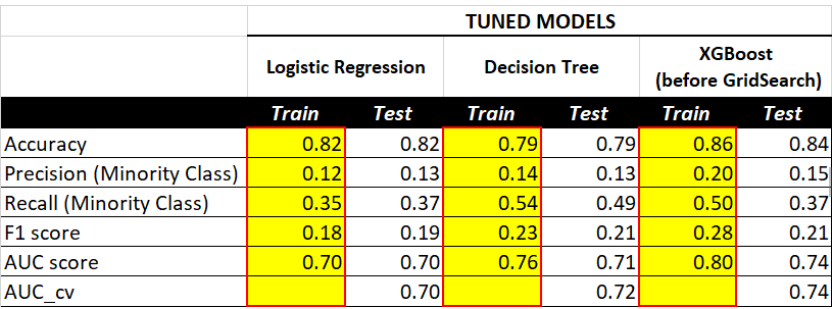 TUNED MODELS
Logistic Regression Decision Tree XGBoost
(before GridSearch)
Train Test Train Test Train Test
Accuracy 0.82 0.82 0.79 0.79 0.86 0.84
Precision (Minority Class) 0.12 0.13 0.14 0.13 0.20 0.15
Recall (Minority Class) 0.35 0.37 0.54 0.49 0.50 0.37
F1 score 0.18 0.19 0.23 0.21 0.28 0.21
AUC score 0.70 0.70 0.76 0.71 0.80 0.74
AUC_cv 0.70 0.72 0.74